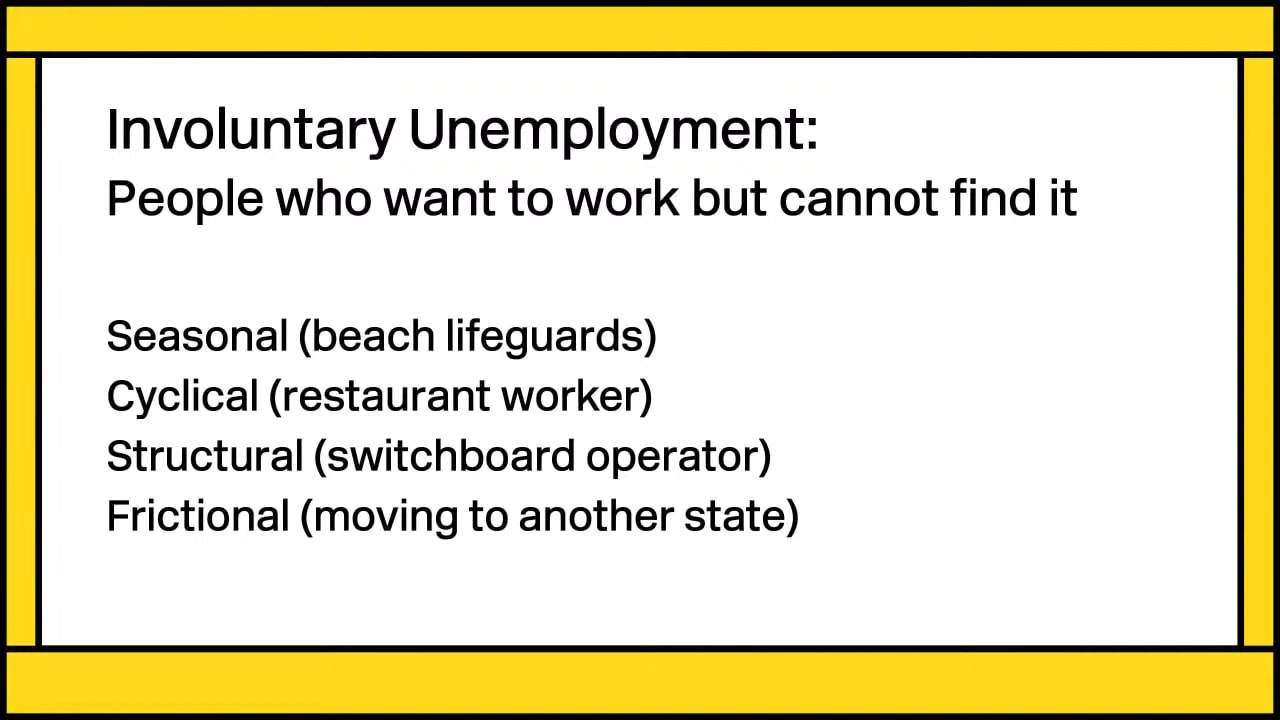 Involuntary Unemployment:
People who want to work but cannot find it
Seasonal (beach lifeguards)
Cyclical (restaurant worker)
Structural (switchboard operator)
Frictional (moving to another state)